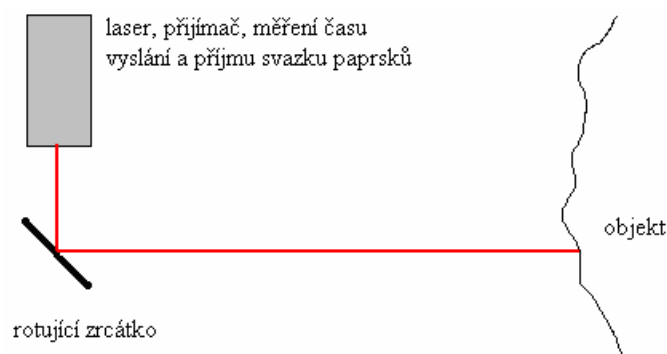 laser, přijímač, měření času
vyslání a příjmu svazku paprsků
objekt
rotující zrcátko